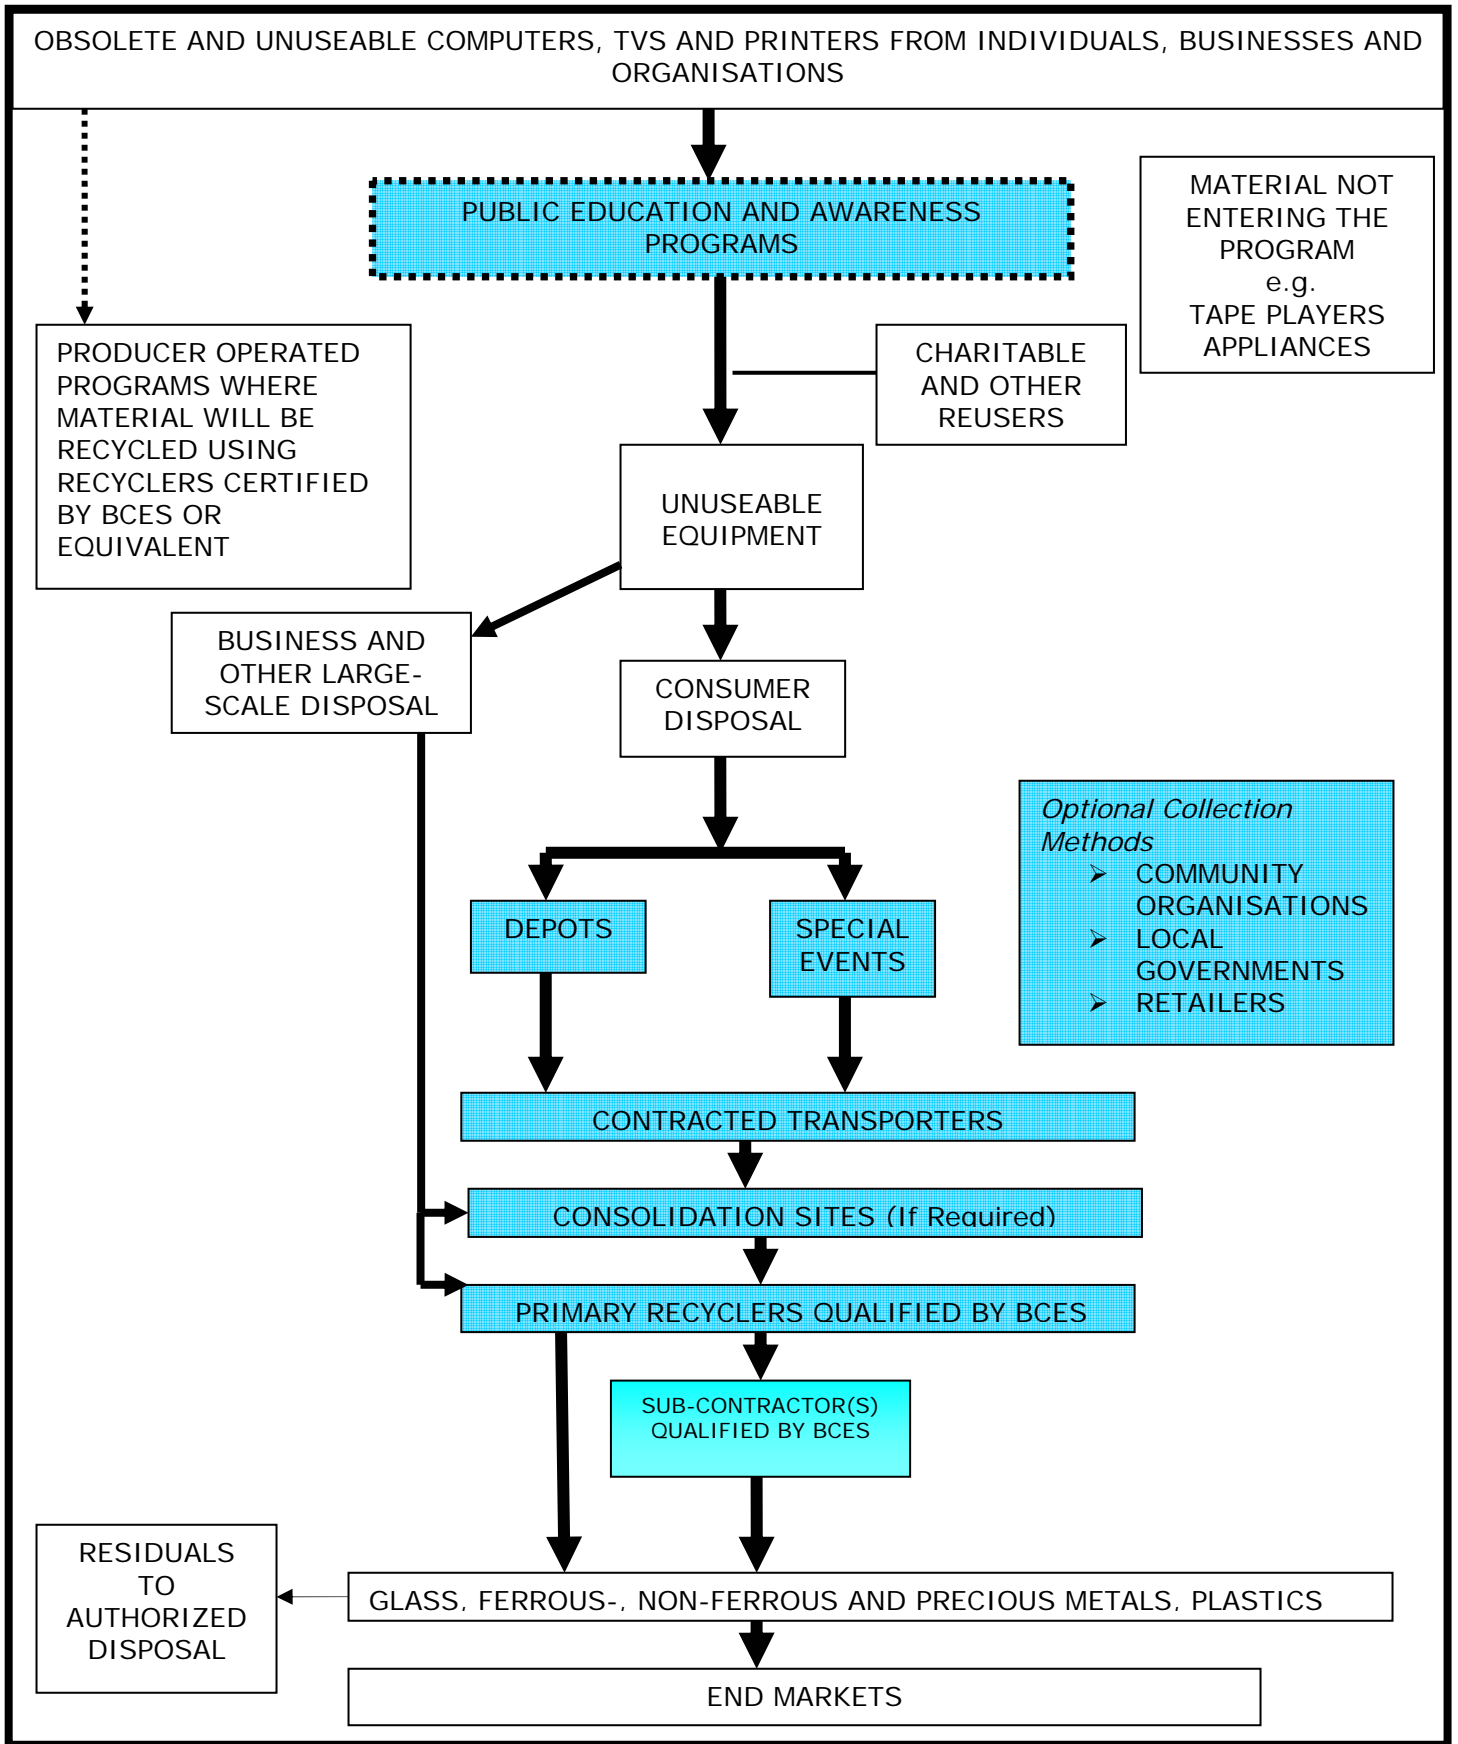 OBSOLETE AND UNUSEABLE COMPUTERS, TVS AND PRINTERS FROM INDIVIDUALS, BUSINESSES AND
ORGANISATIONS
PUBLIC EDUCATION AND AWARENESS
PROGRAMS
MATERIAL NOT
ENTERING THE
PROGRAM
e.g.
TAPE PLAYERS
APPLIANCES
PRODUCER OPERATED
PROGRAMS WHERE
MATERIAL WILL BE
RECYCLED USING
RECYCLERS CERTIFIED
BY BCES OR
EQUIVALENT
CHARITABLE
AND OTHER
REUSERS
UNUSEABLE
EQUIPMENT
BUSINESS AND
OTHER LARGE-
SCALE DISPOSAL
CONSUMER
DISPOSAL
Optional Collection
Methods
➢ COMMUNITY
ORGANISATIONS
➢ LOCAL
GOVERNMENTS
➢ RETAILERS
DEPOTS
SPECIAL
EVENTS
CONTRACTED TRANSPORTERS
CONSOLIDATION SITES (If Required)
PRIMARY RECYCLERS QUALIFIED BY BCES
SUB-CONTRACTOR(S)
QUALIFIED BY BCES
RESIDUALS
TO
AUTHORIZED
DISPOSAL
GLASS, FERROUS-, NON-FERROUS AND PRECIOUS METALS, PLASTICS
END MARKETS